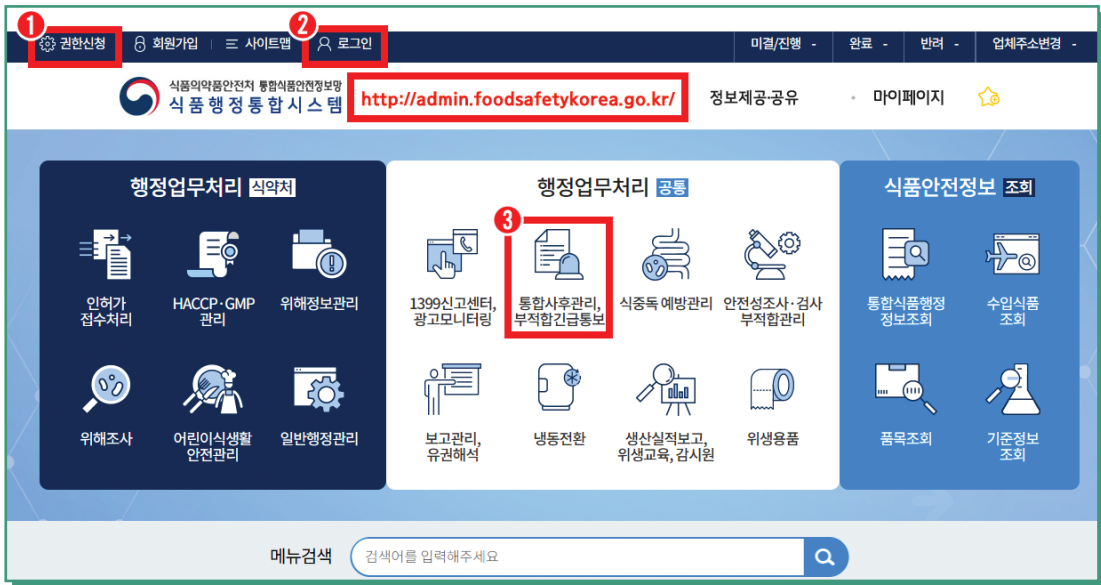 1 2
권한신청 회원가입 사이트맵 로그인 미결/진행 - 완료 - 반려 - 업체주소변경 -
식품의약품안전처 통합식품안전정보망
식품행정통합시스템 http://admin.foodsafetykorea.go.kr/ 정보제공·공유 · 마이페이지
행정업무처리 식약처
인허가
접수처리
HACCP·GMP
관리
위해정보관리
위해조사
어린이식생활
안전관리
일반행정관리
행정업무처리 공통
1399신고센터,
광고모니터링
3
통합사후관리,
부적합긴급통보
식중독 예방관리
안전성조사·검사
부적합관리
보고관리,
유권해석
냉동전환
생산실적보고,
위생교육, 감시원
위생용품
식품안전정보 조회
통합식품행정
정보조회
수입식품
조회
품목조회
기준정보
조회
메뉴검색 검색어를 입력해주세요